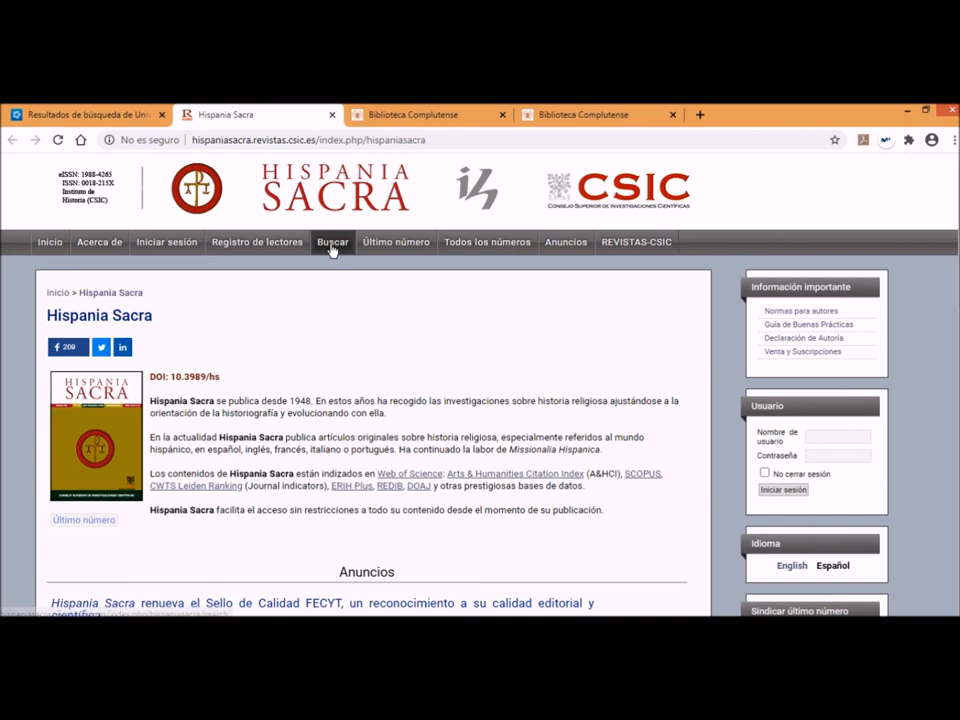 Resultados de búsqueda de Uni
Hispania Sacra
Biblioteca Complutense
Biblioteca Complutense
No es seguro
hispaniasacra.revistas.csic.es/index.php/hispaniasacra
eISSN: 1988-4265
ISSN: 0018-215X
Instituto de
Historia (CSIC)
HISPANIA
SACRA
CSIC
CONSEJO SUPERIOR DE INVESTIGACIONES CIENTÍFICAS
Inicio
Acerca de
Iniciar sesión
Registro de lectores
Buscar
Último número
Todos los números
Anuncios
REVISTAS-CSIC
Inicio > Hispania Sacra
Hispania Sacra
209
HISPANIA
SACRA
CONSEJO SUPERIOR DE INVESTIGACIONES CIENTÍFICAS
Último número
DOI: 10.3989/hs
Hispania Sacra se publica desde 1948. En estos años ha recogido las investigaciones sobre historia religiosa ajustándose a la
orientación de la historiografía y evolucionando con ella.
En la actualidad Hispania Sacra publica artículos originales sobre historia religiosa, especialmente referidos al mundo
hispánico, en español, inglés, francés, italiano o portugués. Ha continuado la labor de Missionalia Hispanica.
Los contenidos de Hispania Sacra están indizados en Web of Science: Arts & Humanities Citation Index (A&HCI), SCOPUS,
CWTS Leiden Ranking (Journal indicators), ERIH Plus, REDIB, DOAJ y otras prestigiosas bases de datos.
Hispania Sacra facilita el acceso sin restricciones a todo su contenido desde el momento de su publicación.
Anuncios
Hispania Sacra renueva el Sello de Calidad FECYT, un reconocimiento a su calidad editorial y
científica
Información importante
Normas para autores
Guía de Buenas Prácticas
Declaración de Autoría
Venta y Suscripciones
Usuario
Nombre de
usuario
Contraseña
No cerrar sesión
Iniciar sesión
Idioma
English Español
Sindicar último número